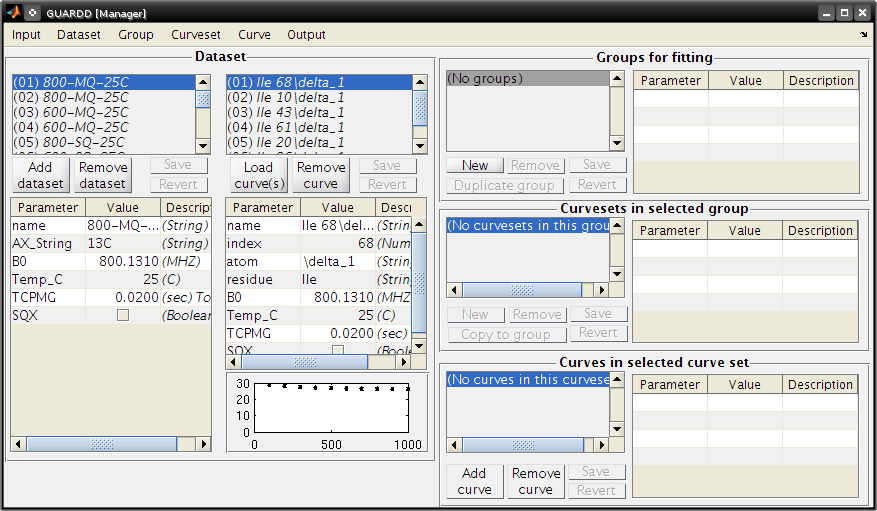 GUARDD [Manager]
Input Dataset Group Curveset Curve Output
Dataset
(01) 800-MQ-25C
(02) 800-MQ-25C
(03) 600-MQ-25C
(04) 600-MQ-25C
(05) 800-SQ-25C
(01) Ile 68\delta_1
(02) Ile 10\delta_1
(03) Ile 43\delta_1
(04) Ile 61\delta_1
(05) Ile 20\delta_1
Add dataset
Remove dataset
Save
Revert
Load curve(s)
Remove curve
Save
Revert
Parameter Value Descript
name 800-MQ-... (String)
AX_String 13C (String)
B0 800.1310 (MHZ)
Temp_C 25 (C)
TCPMG 0.0200 (sec) To
SQX (Boolear
Parameter Value Descr
name Ile 68\del... (Strin
index 68 (Num
atom \delta_1 (Strin
residue Ile (Strin
B0 800.1310 (MHZ
Temp_C 25 (C)
TCPMG 0.0200 (sec)
SQX (Boole
30
20
10
0
0 500 1000
Groups for fitting
(No groups)
New Remove Save
Duplicate group Revert
Parameter Value Description
Curvesets in selected group
(No curvesets in this grou
New Remove Save
Copy to group Revert
Parameter Value Description
Curves in selected curve set
(No curves in this curvese
Add curve
Remove curve
Save
Revert
Parameter Value Description